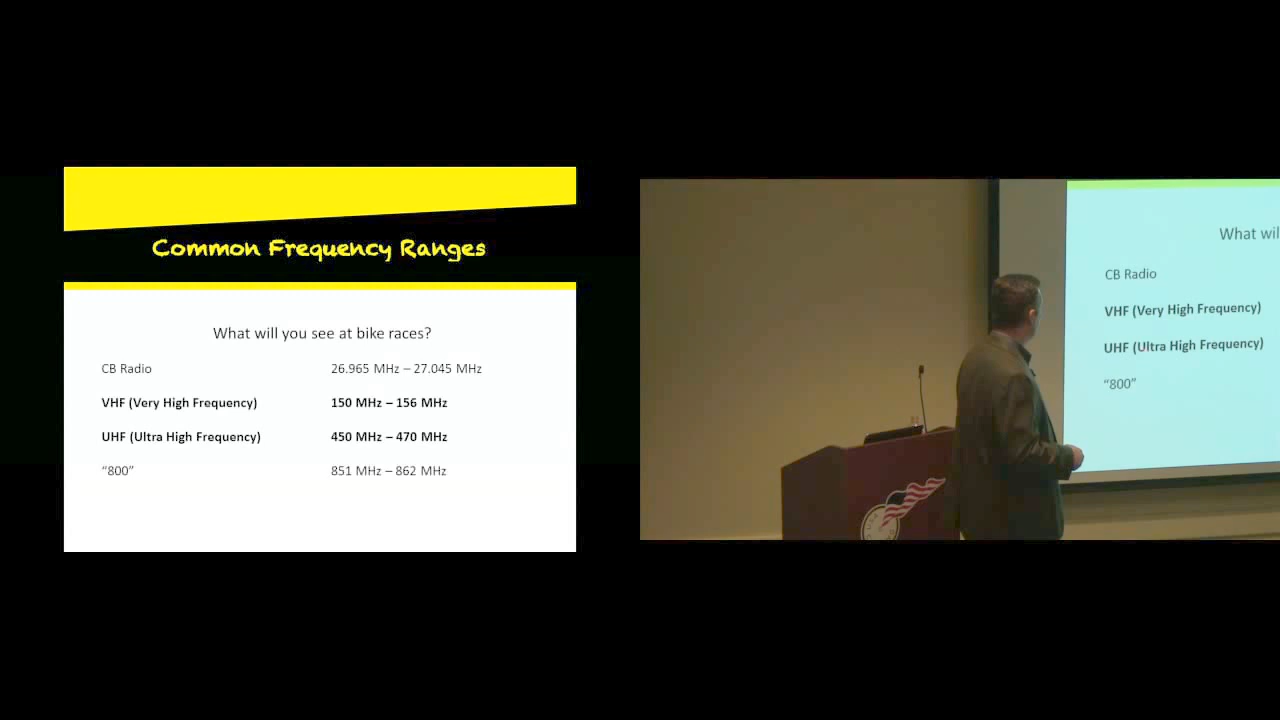 Common Frequency Ranges
What will you see at bike races?
CB Radio 26.965 MHz – 27.045 MHz
VHF (Very High Frequency) 150 MHz – 156 MHz
UHF (Ultra High Frequency) 450 MHz – 470 MHz
“800” 851 MHz – 862 MHz
What wil
CB Radio
VHF (Very High Frequency)
UHF (Ultra High Frequency)
“800”
USA